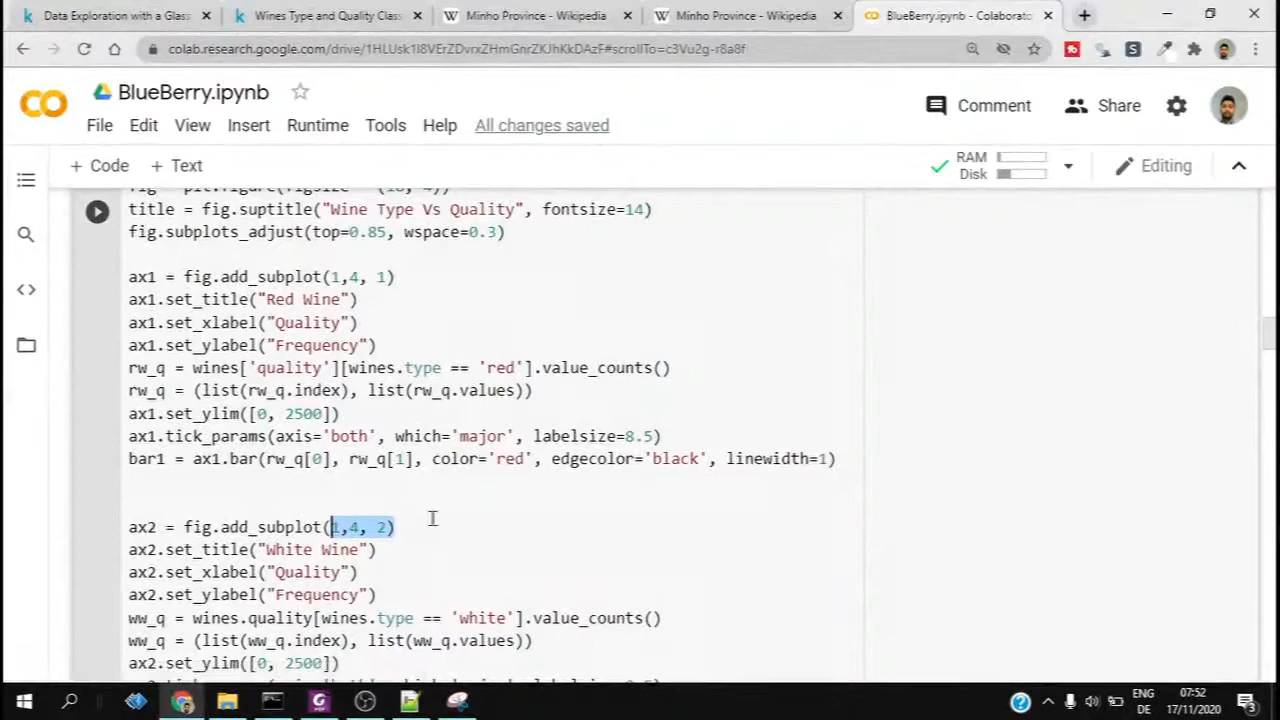 Data Exploration with a Glass
Wines Type and Quality Class
Minho Province - Wikipedia
Minho Province - Wikipedia
BlueBerry.ipynb - Colaborato
colab.research.google.com/drive/1HLUsk1I8VErZDvrxZHmGnrZKJhKkDAzF#scrollTo=c3Vu2g-r8a8f
BlueBerry.ipynb
Comment
Share
File Edit View Insert Runtime Tools Help All changes saved
+ Code + Text
RAM
Disk
Editing
fig = plt.figure(figsize = (18, 4))
title = fig.suptitle("Wine Type Vs Quality", fontsize=14)
fig.subplots_adjust(top=0.85, wspace=0.3)
ax1 = fig.add_subplot(1,4, 1)
ax1.set_title("Red Wine")
ax1.set_xlabel("Quality")
ax1.set_ylabel("Frequency")
rw_q = wines['quality'][wines.type == 'red'].value_counts()
rw_q = (list(rw_q.index), list(rw_q.values))
ax1.set_ylim([0, 2500])
ax1.tick_params(axis='both', which='major', labelsize=8.5)
bar1 = ax1.bar(rw_q[0], rw_q[1], color='red', edgecolor='black', linewidth=1)
ax2 = fig.add_subplot(1,4, 2)
ax2.set_title("White Wine")
ax2.set_xlabel("Quality")
ax2.set_ylabel("Frequency")
ww_q = wines.quality[wines.type == 'white'].value_counts()
ww_q = (list(ww_q.index), list(ww_q.values))
ax2.set_ylim([0, 2500])
ENG
DE
07:52
17/11/2020